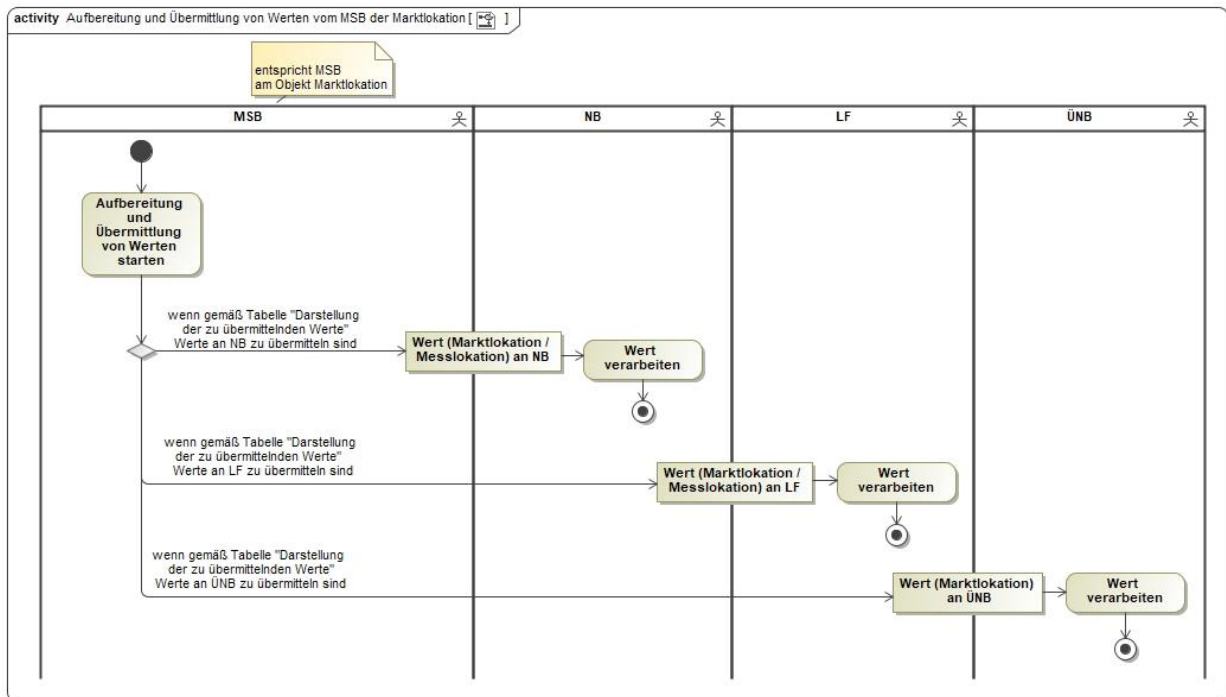 activity Aufbereitung und Übermittlung von Werten vom MSB der Marktlokation [ ]
entspricht MSB
am Objekt Marktlokation
MSB
NB
LF
ÜNB
Aufbereitung
und
Übermittlung
von Werten
starten
wenn gemäß Tabelle "Darstellung
der zu übermittelnden Werte"
Werte an NB zu übermitteln sind
Wert (Marktlokation /
Messlokation) an NB
Wert
verarbeiten
wenn gemäß Tabelle "Darstellung
der zu übermittelnden Werte"
Werte an LF zu übermitteln sind
Wert (Marktlokation /
Messlokation) an LF
Wert
verarbeiten
wenn gemäß Tabelle "Darstellung
der zu übermittelnden Werte"
Werte an ÜNB zu übermitteln sind
Wert (Marktlokation)
an ÜNB
Wert
verarbeiten